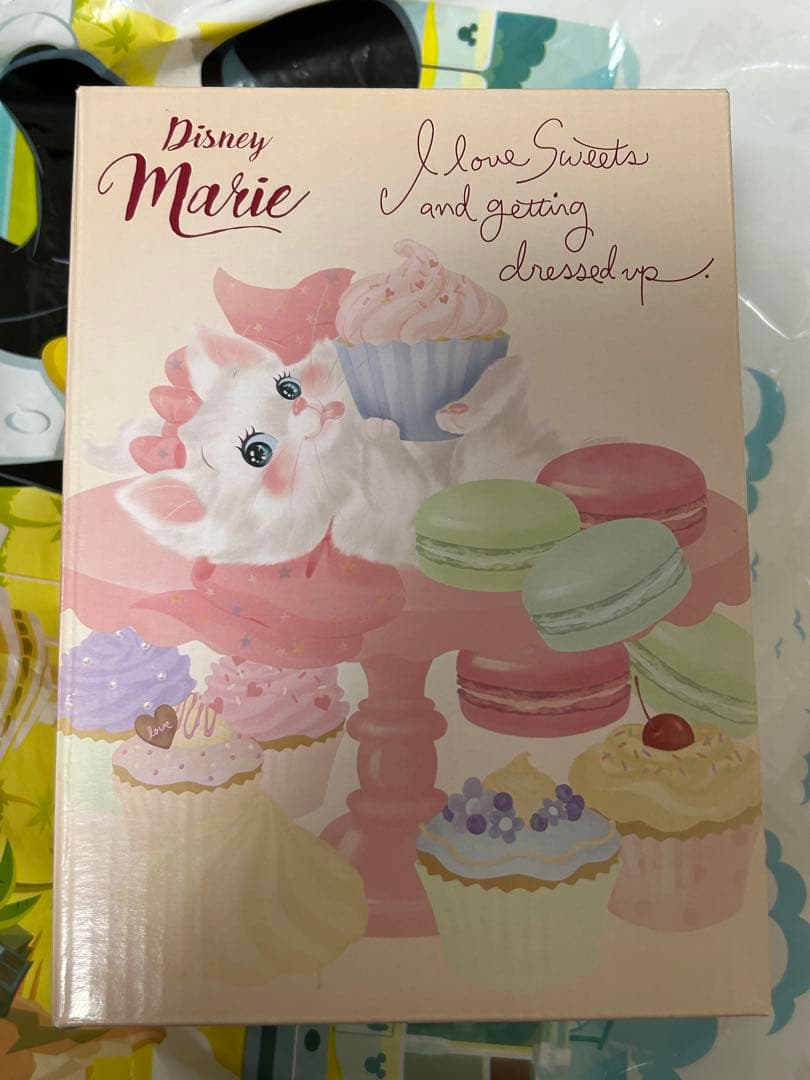 Disney
Marie
I love Sweets
and getting
dressed up.
love